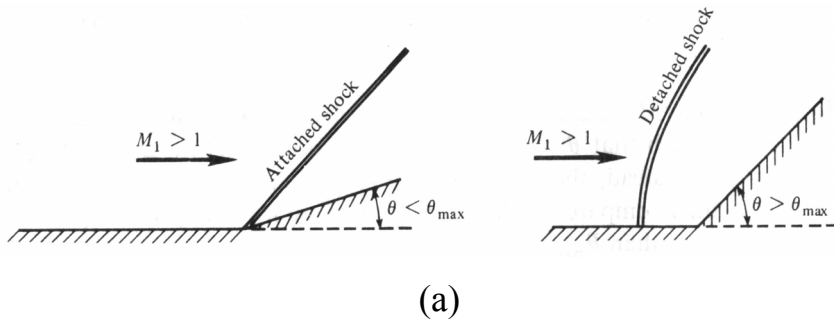 M₁ > 1
Attached shock
θ < θmax
M₁ > 1
Detached shock
θ > θmax
(a)